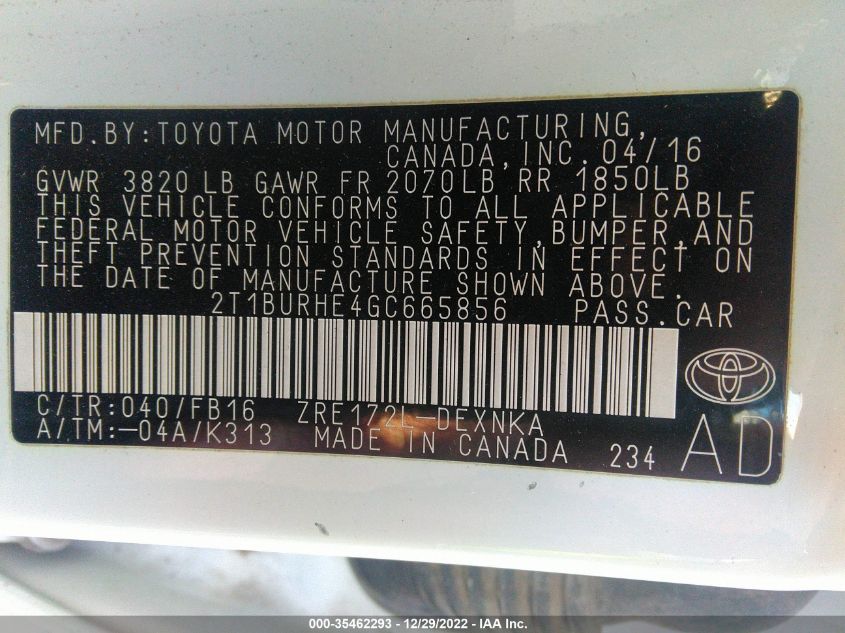 MFD.BY:TOYOTA MOTOR MANUFACTURING,
CANADA,INC.04/16
GVWR 3820LB GAWR FR 2070LB RR 1850LB
THIS VEHICLE CONFORMS TO ALL APPLICABLE
FEDERAL MOTOR VEHICLE SAFETY,BUMPER,AND
THEFT PREVENTION STANDARDS IN EFFECT ON
THE DATE OF MANUFACTURE SHOWN ABOVE.
2T1BURHE4GC665856 PASS.CAR
C/TR:040/FB16 ZRE172L-DEXNKA
A/TM:-04A/K313 MADE IN CANADA 234 AD
000-35462293 - 12/29/2022 - IAA Inc.